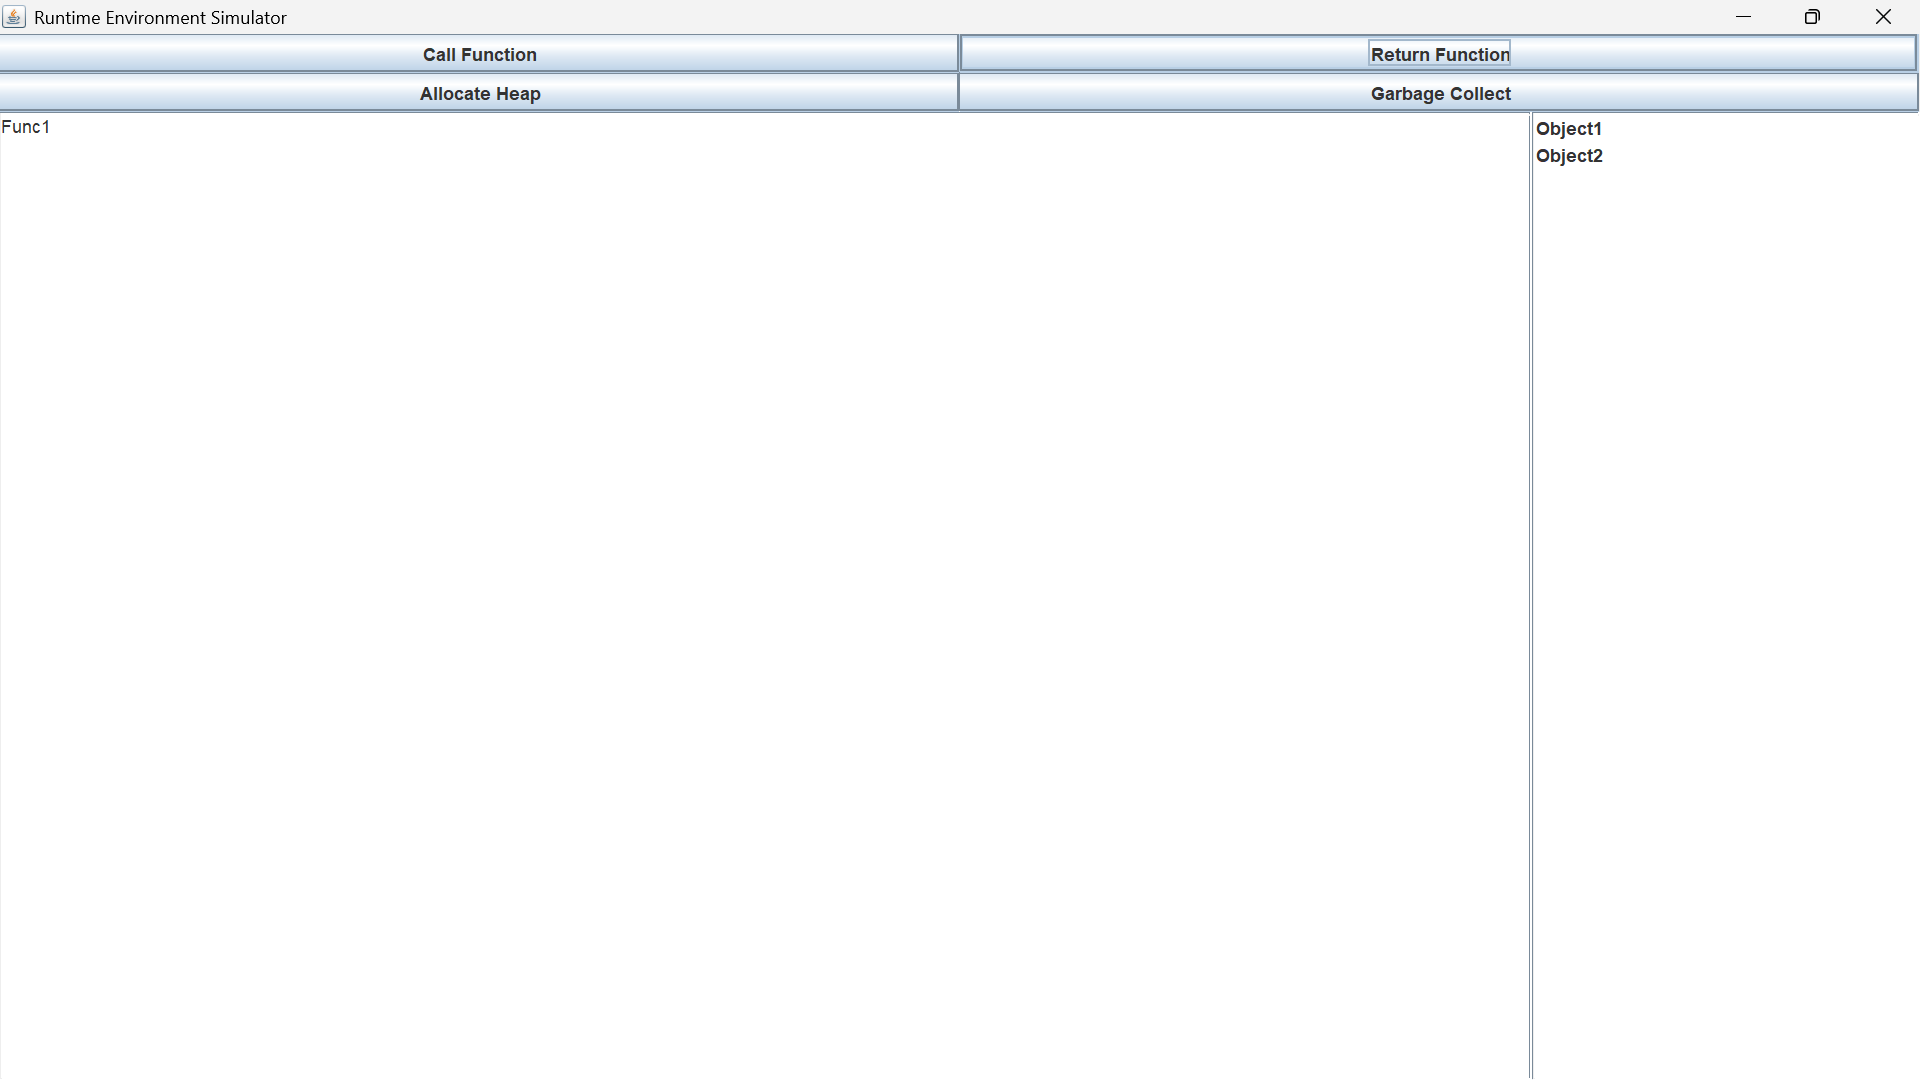 Runtime Environment Simulator
Call Function
Return Function
Allocate Heap
Garbage Collect
Func1
Object1
Object2